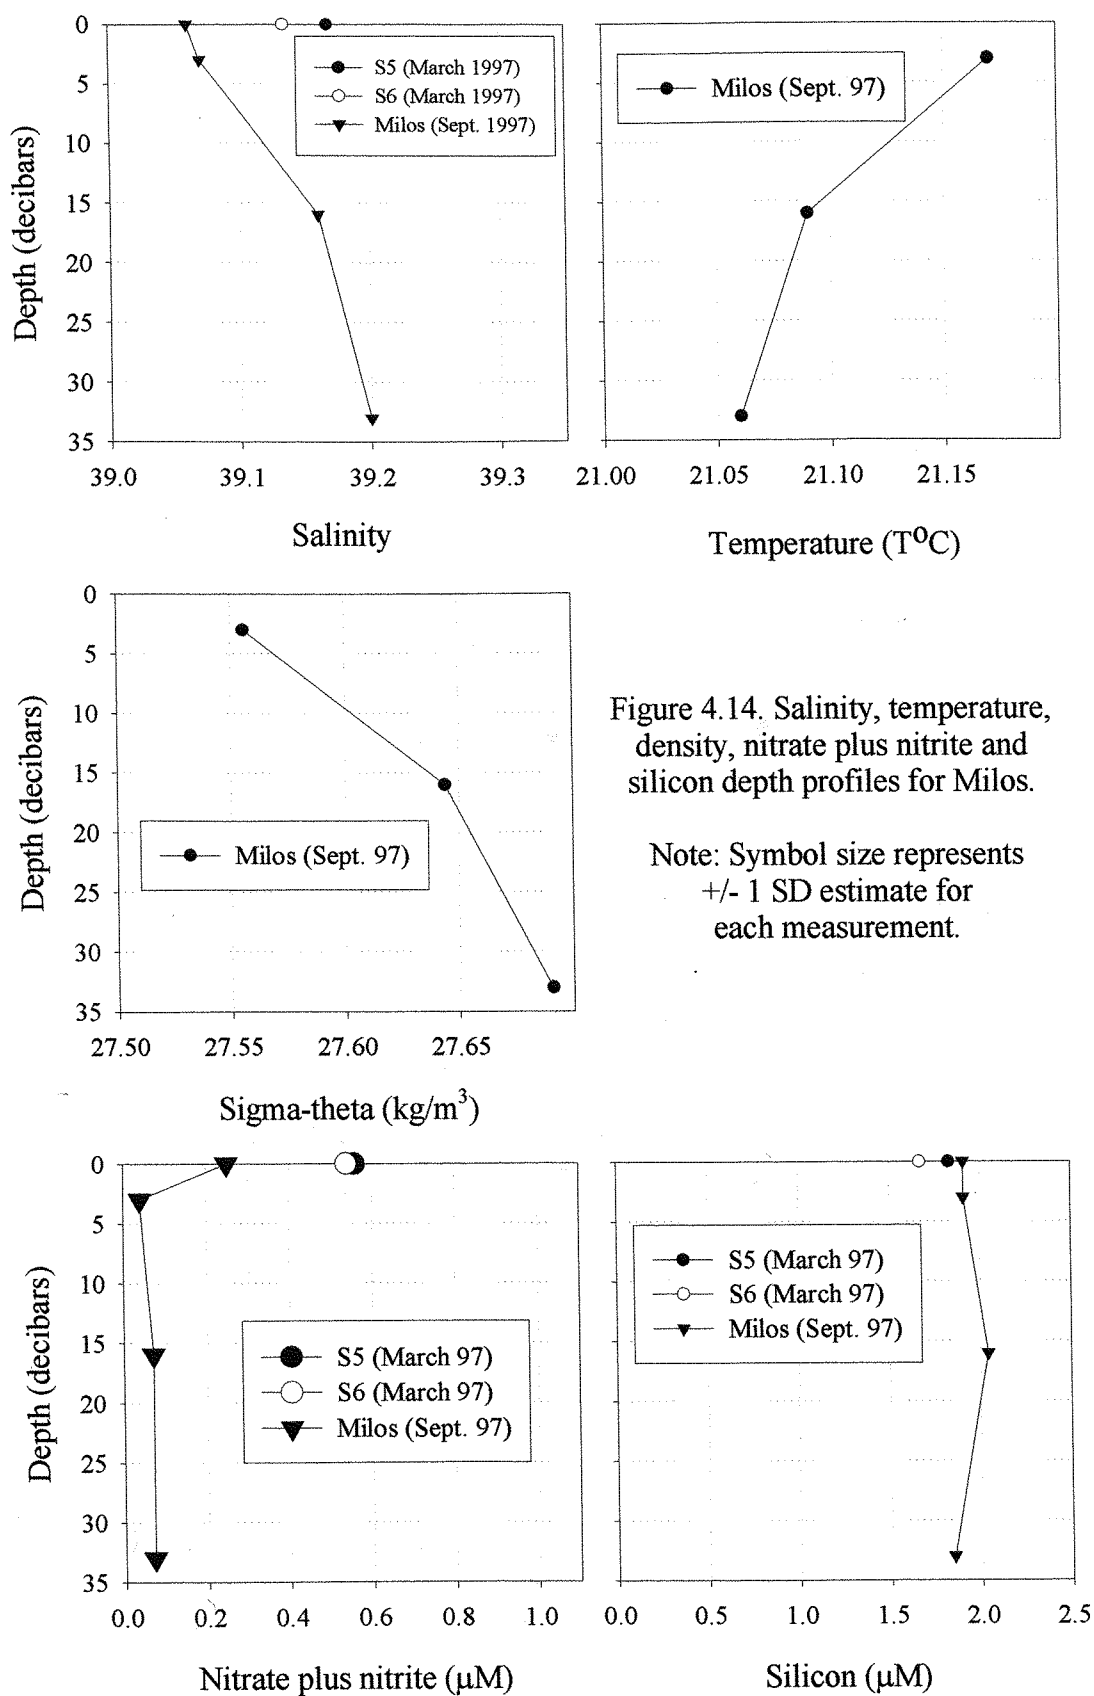 0
5
10
15
20
25
30
35
Depth (decibars)
S5 (March 1997)
S6 (March 1997)
Milos (Sept. 1997)
39.0 39.1 39.2 39.3
Salinity
Milos (Sept. 97)
21.00 21.05 21.10 21.15
Temperature (T⁰C)
0
5
10
15
20
25
30
35
Depth (decibars)
Milos (Sept. 97)
27.50 27.55 27.60 27.65
Sigma-theta (kg/m³)
Figure 4.14. Salinity, temperature,
density, nitrate plus nitrite and
silicon depth profiles for Milos.
Note: Symbol size represents
+/- 1 SD estimate for
each measurement.
0
5
10
15
20
25
30
35
Depth (decibars)
S5 (March 97)
S6 (March 97)
Milos (Sept. 97)
0.0 0.2 0.4 0.6 0.8 1.0
Nitrate plus nitrite (µM)
S5 (March 97)
S6 (March 97)
Milos (Sept. 97)
0.0 0.5 1.0 1.5 2.0 2.5
Silicon (µM)